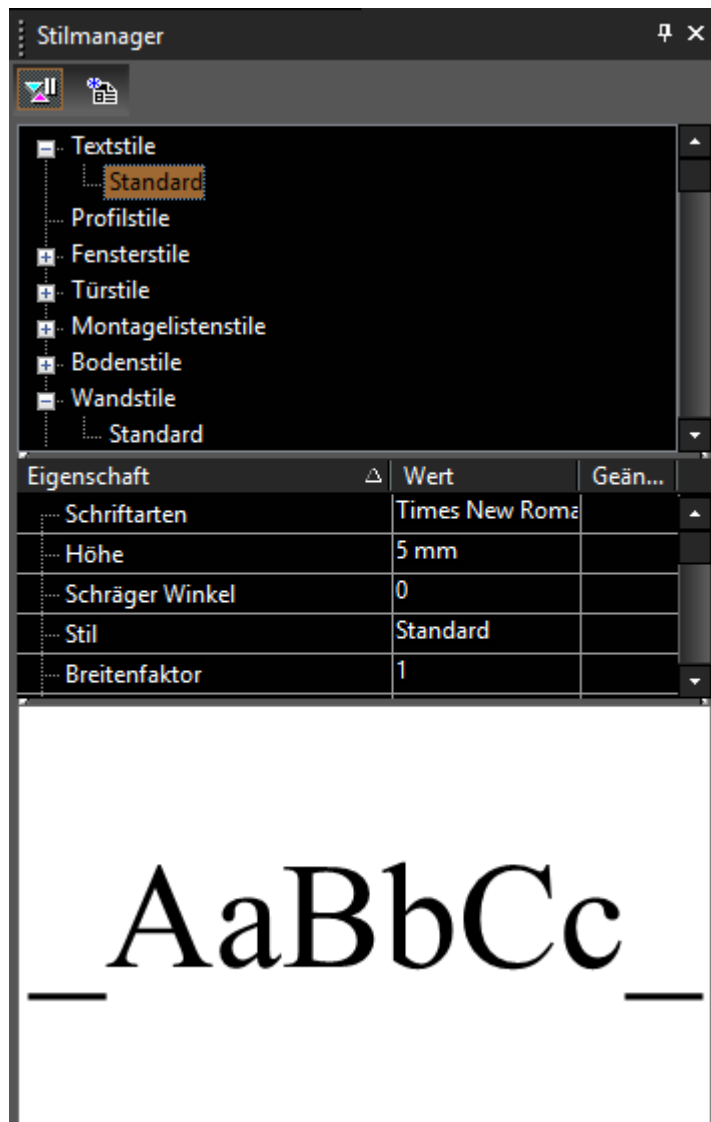 Stilmanager
Textstile
Standard
Profilstile
Fensterstile
Türstile
Montagelistenstile
Bodenstile
Wandstile
Standard
Eigenschaft Wert Geän...
Schriftarten Times New Roma
Höhe 5 mm
Schräger Winkel 0
Stil Standard
Breitenfaktor 1
_AaBbCc_